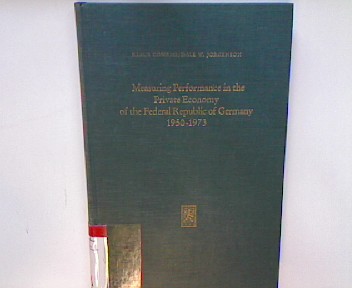 Measuring Performance in the
Private Economy
of the Federal Republic of Germany
1950-1973